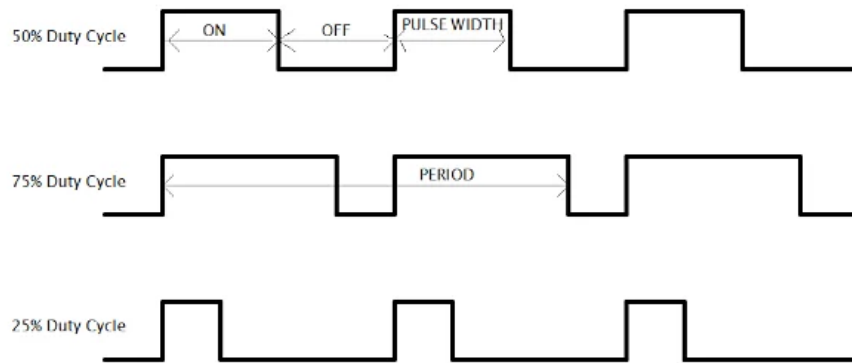 50% Duty Cycle ON OFF PULSE WIDTH
75% Duty Cycle PERIOD
25% Duty Cycle